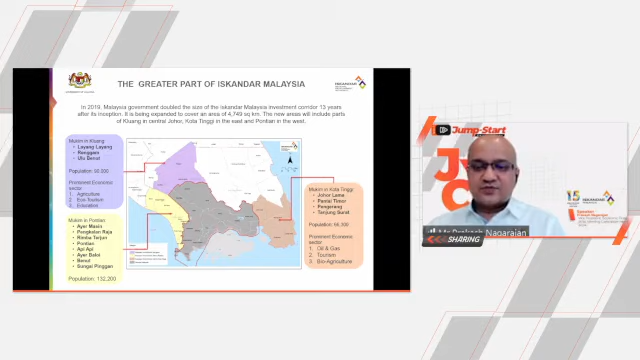 THE GREATER PART OF ISKANDAR MALAYSIA
ISKANDAR
MALAYSIA
In 2019, Malaysia government doubled the size of the Iskandar Malaysia investment corridor 13 years
after its inception. It is being expanded to cover an area of 4,749 sq km. The new areas will include parts
of Kluang in central Johor, Kota Tinggi in the east and Pontian in the west.
Mukim in Kluang
• Layang Layang
• Renggam
• Ulu Benut
Population: 90,000
Prominent Economic
sector
1. Agriculture
2. Eco-Tourism
3. Education
Mukim in Pontian
• Ayer Masin
• Pengkalan Raja
• Rimba Terjun
• Pontian
• Api Api
• Ayer Baloi
• Benut
• Sungai Pinggan
Population: 132,200
Mukim in Kota Tinggi
• Johor Lama
• Pantai Timur
• Pengerang
• Tanjung Surat
Prominent Economic
sector
1. Oil & Gas
2. Tourism
3. Bio-Agriculture
Jump-Start
15
ISKANDAR
Mr Prakash Nagarajan
SHARING